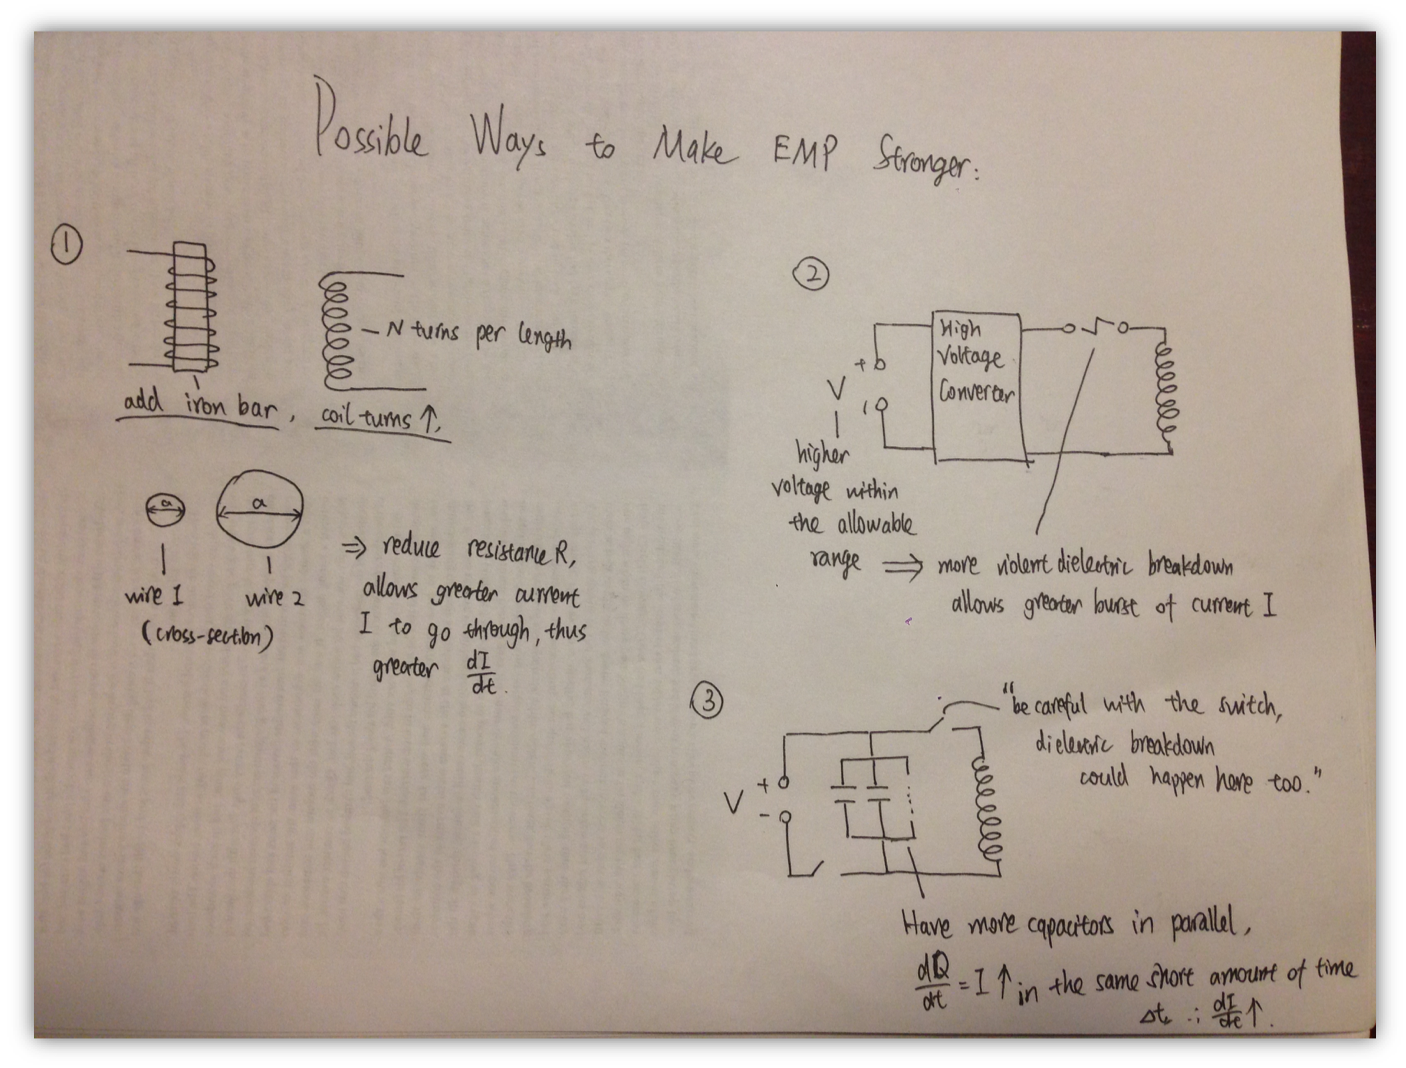 Possible Ways to Make EMP Stronger:
①
N turns per length
add iron bar, coil turns ↑,
a
a
wire 1
wire 2
(cross-section)
⇒ reduce resistance R,
allows greater current
I to go through, thus
greater dI/dt.
②
High
Voltage
Converter
+
V
higher
voltage within
the allowable
range ⇒ more violent dielectric breakdown
allows greater burst of current I
③
"be careful with the switch,
dielectric breakdown
could happen here too."
+
V
-
Have more capacitors in parallel,
dQ/dt = I ↑ in the same short amount of time
Δt, ∴ dI/dt ↑.